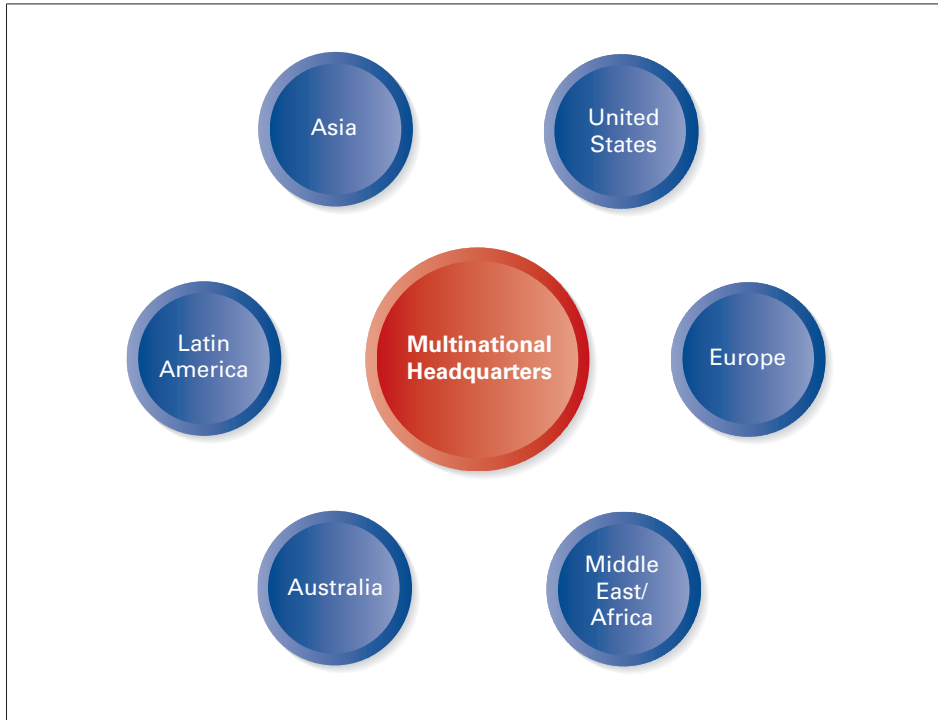 Asia
United
States
Latin
America
Multinational
Headquarters
Europe
Australia
Middle
East/
Africa